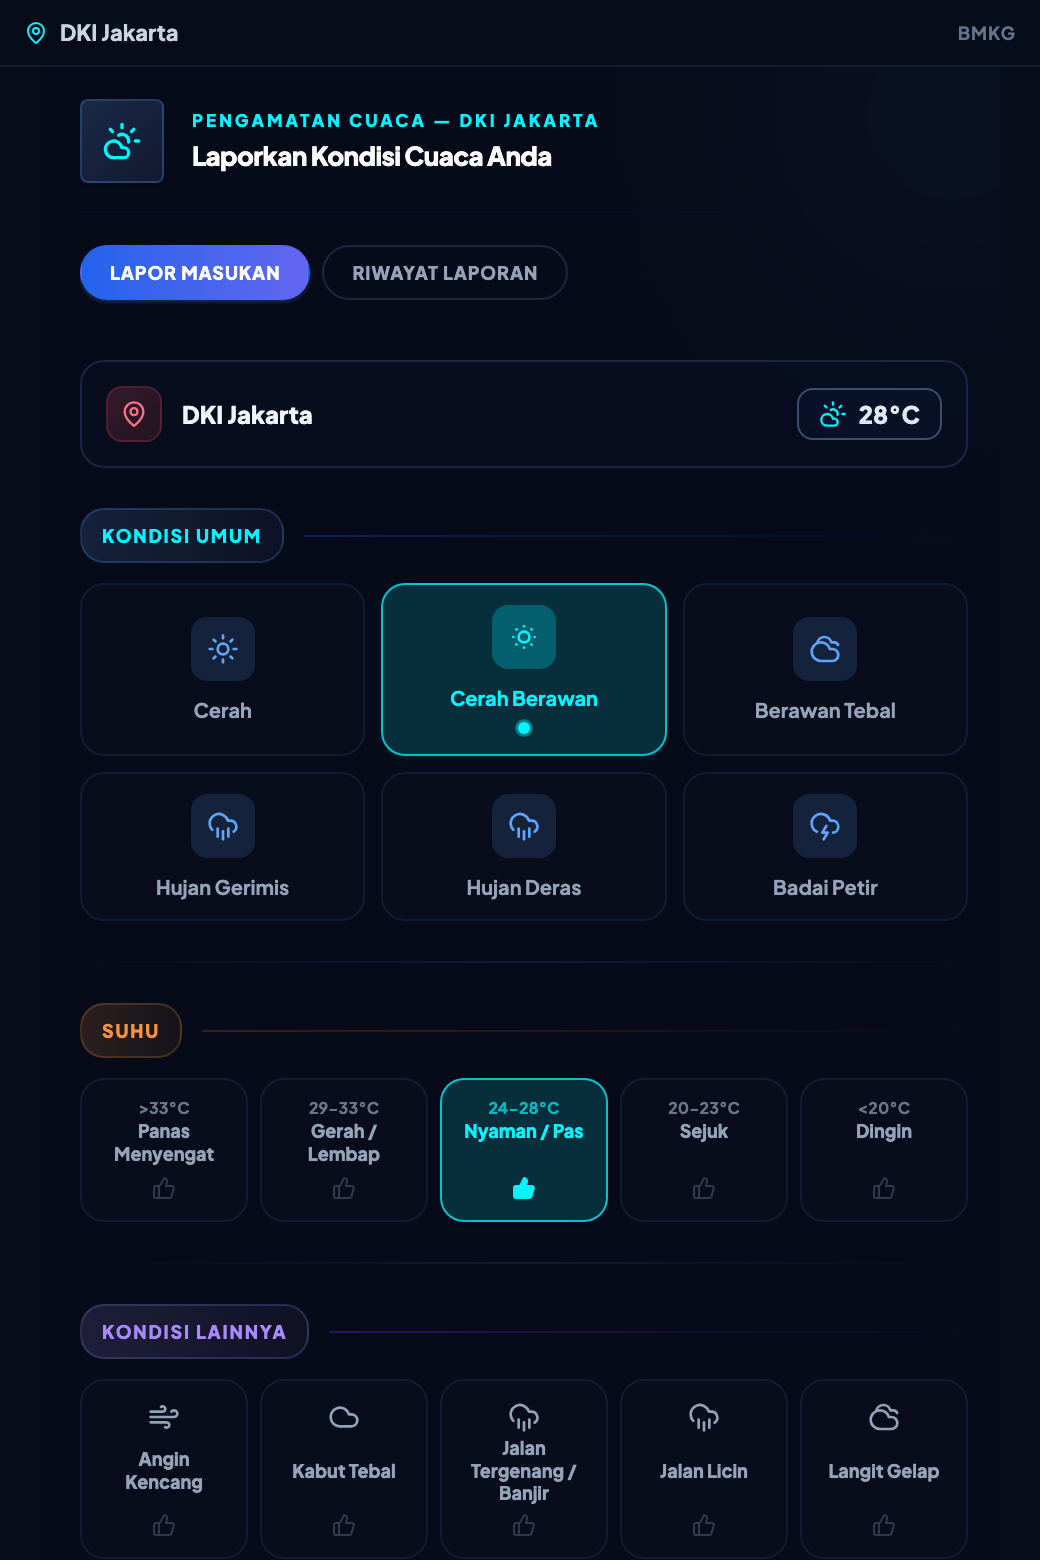 DKI Jakarta
BMKG
PENGAMATAN CUACA — DKI JAKARTA
Laporkan Kondisi Cuaca Anda
LAPOR MASUKAN
RIWAYAT LAPORAN
DKI Jakarta
28°C
KONDISI UMUM
Cerah
Cerah Berawan
Berawan Tebal
Hujan Gerimis
Hujan Deras
Badai Petir
SUHU
>33°C
Panas
Menyengat
29–33°C
Gerah /
Lembap
24–28°C
Nyaman / Pas
20–23°C
Sejuk
<20°C
Dingin
KONDISI LAINNYA
Angin
Kencang
Kabut Tebal
Jalan
Tergenang /
Banjir
Jalan Licin
Langit Gelap